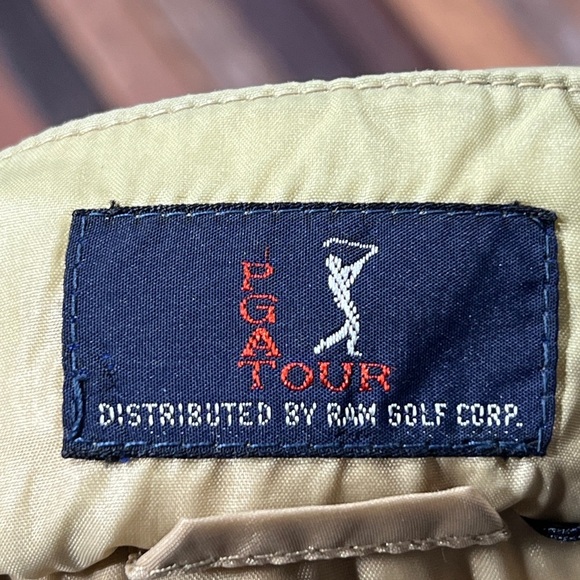 PGA TOUR
DISTRIBUTED BY RAM GOLF CORP.